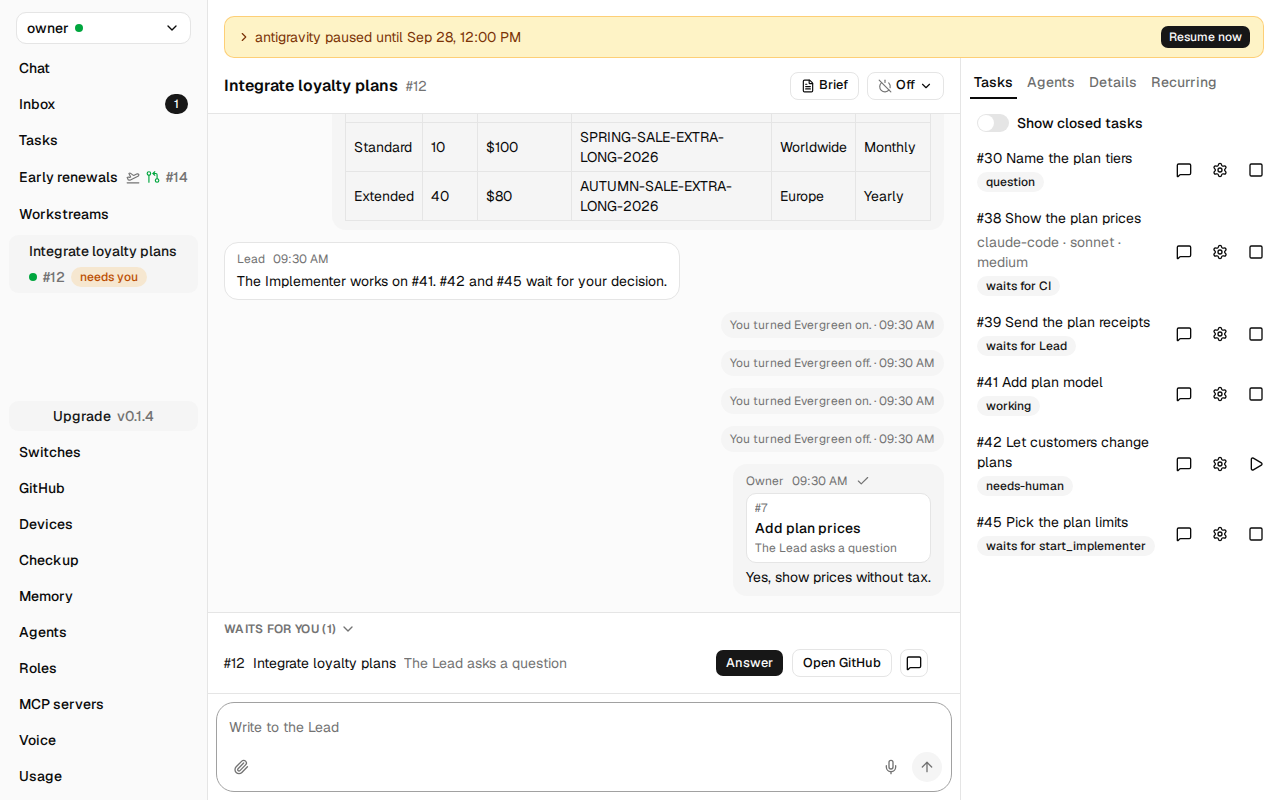 owner
Chat
Inbox 1
Tasks
Early renewals #14
Workstreams
Integrate loyalty plans
#12 needs you
Upgrade v0.1.4
Switches
GitHub
Devices
Checkup
Memory
Agents
Roles
MCP servers
Voice
Usage
antigravity paused until Sep 28, 12:00 PM
Resume now
Integrate loyalty plans #12
Brief
Off
Standard 10 $100 SPRING-SALE-EXTRA-
LONG-2026 Worldwide Monthly
Extended 40 $80 AUTUMN-SALE-EXTRA-
LONG-2026 Europe Yearly
Lead 09:30 AM
The Implementer works on #41. #42 and #45 wait for your decision.
You turned Evergreen on. · 09:30 AM
You turned Evergreen off. · 09:30 AM
You turned Evergreen on. · 09:30 AM
You turned Evergreen off. · 09:30 AM
Owner 09:30 AM
#7
Add plan prices
The Lead asks a question
Yes, show prices without tax.
WAITS FOR YOU (1)
#12 Integrate loyalty plans The Lead asks a question
Answer
Open GitHub
Write to the Lead
Tasks Agents Details Recurring
Show closed tasks
#30 Name the plan tiers
question
#38 Show the plan prices
claude-code · sonnet ·
medium
waits for CI
#39 Send the plan receipts
waits for Lead
#41 Add plan model
working
#42 Let customers change
plans
needs-human
#45 Pick the plan limits
waits for start_implementer